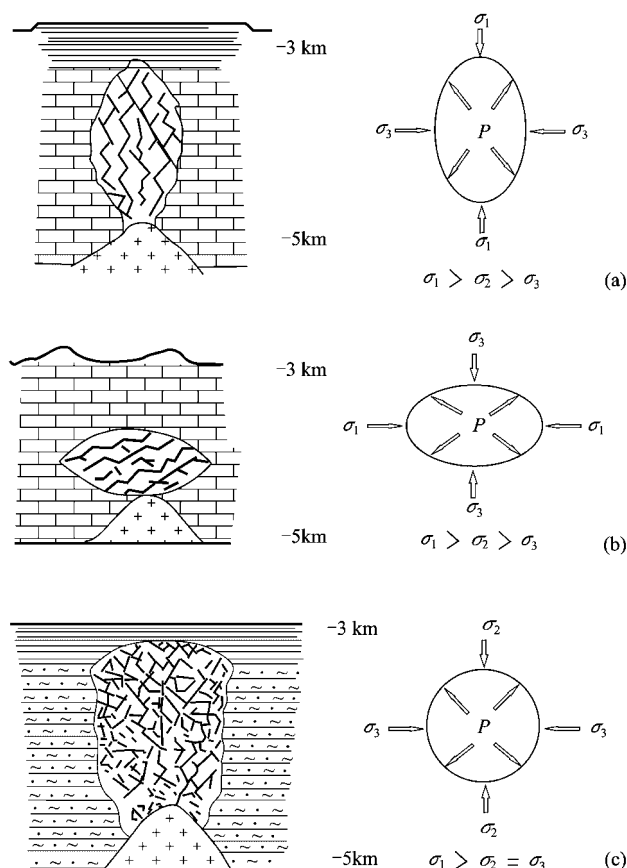 −3 km
−5km
σ1
σ3 P σ3
σ1
σ1 > σ2 > σ3 (a)
−3 km
−5km
σ3
σ1 P σ1
σ3
σ1 > σ2 > σ3 (b)
−3 km
−5km
σ2
σ3 P σ3
σ2
σ1 > σ2 = σ3 (c)